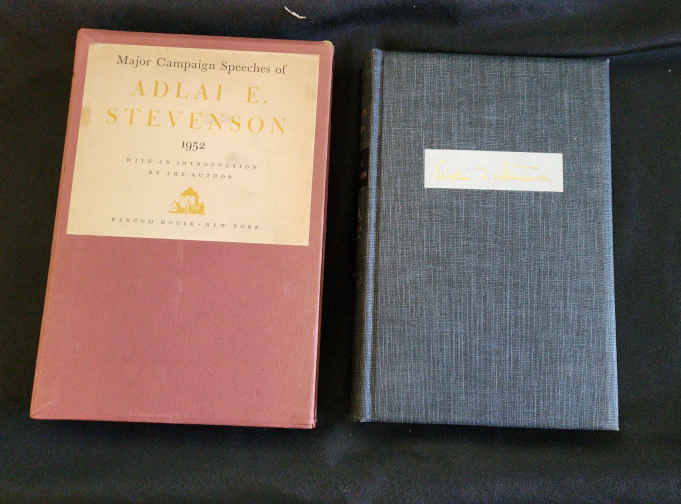 Major Campaign Speeches of
ADLAI E.
STEVENSON
1952
WITH AN INTRODUCTION
BY THE AUTHOR
RANDOM HOUSE · NEW YORK